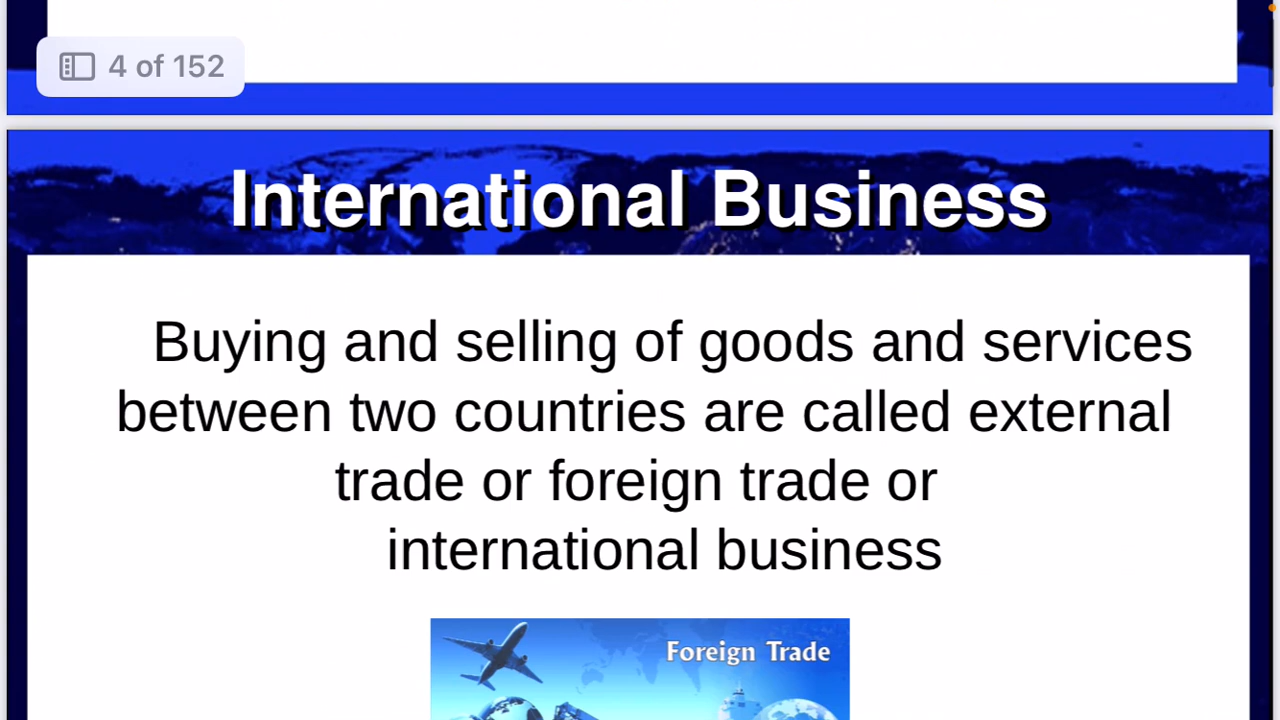 4 of 152
International Business
Buying and selling of goods and services
between two countries are called external
trade or foreign trade or
international business
Foreign Trade